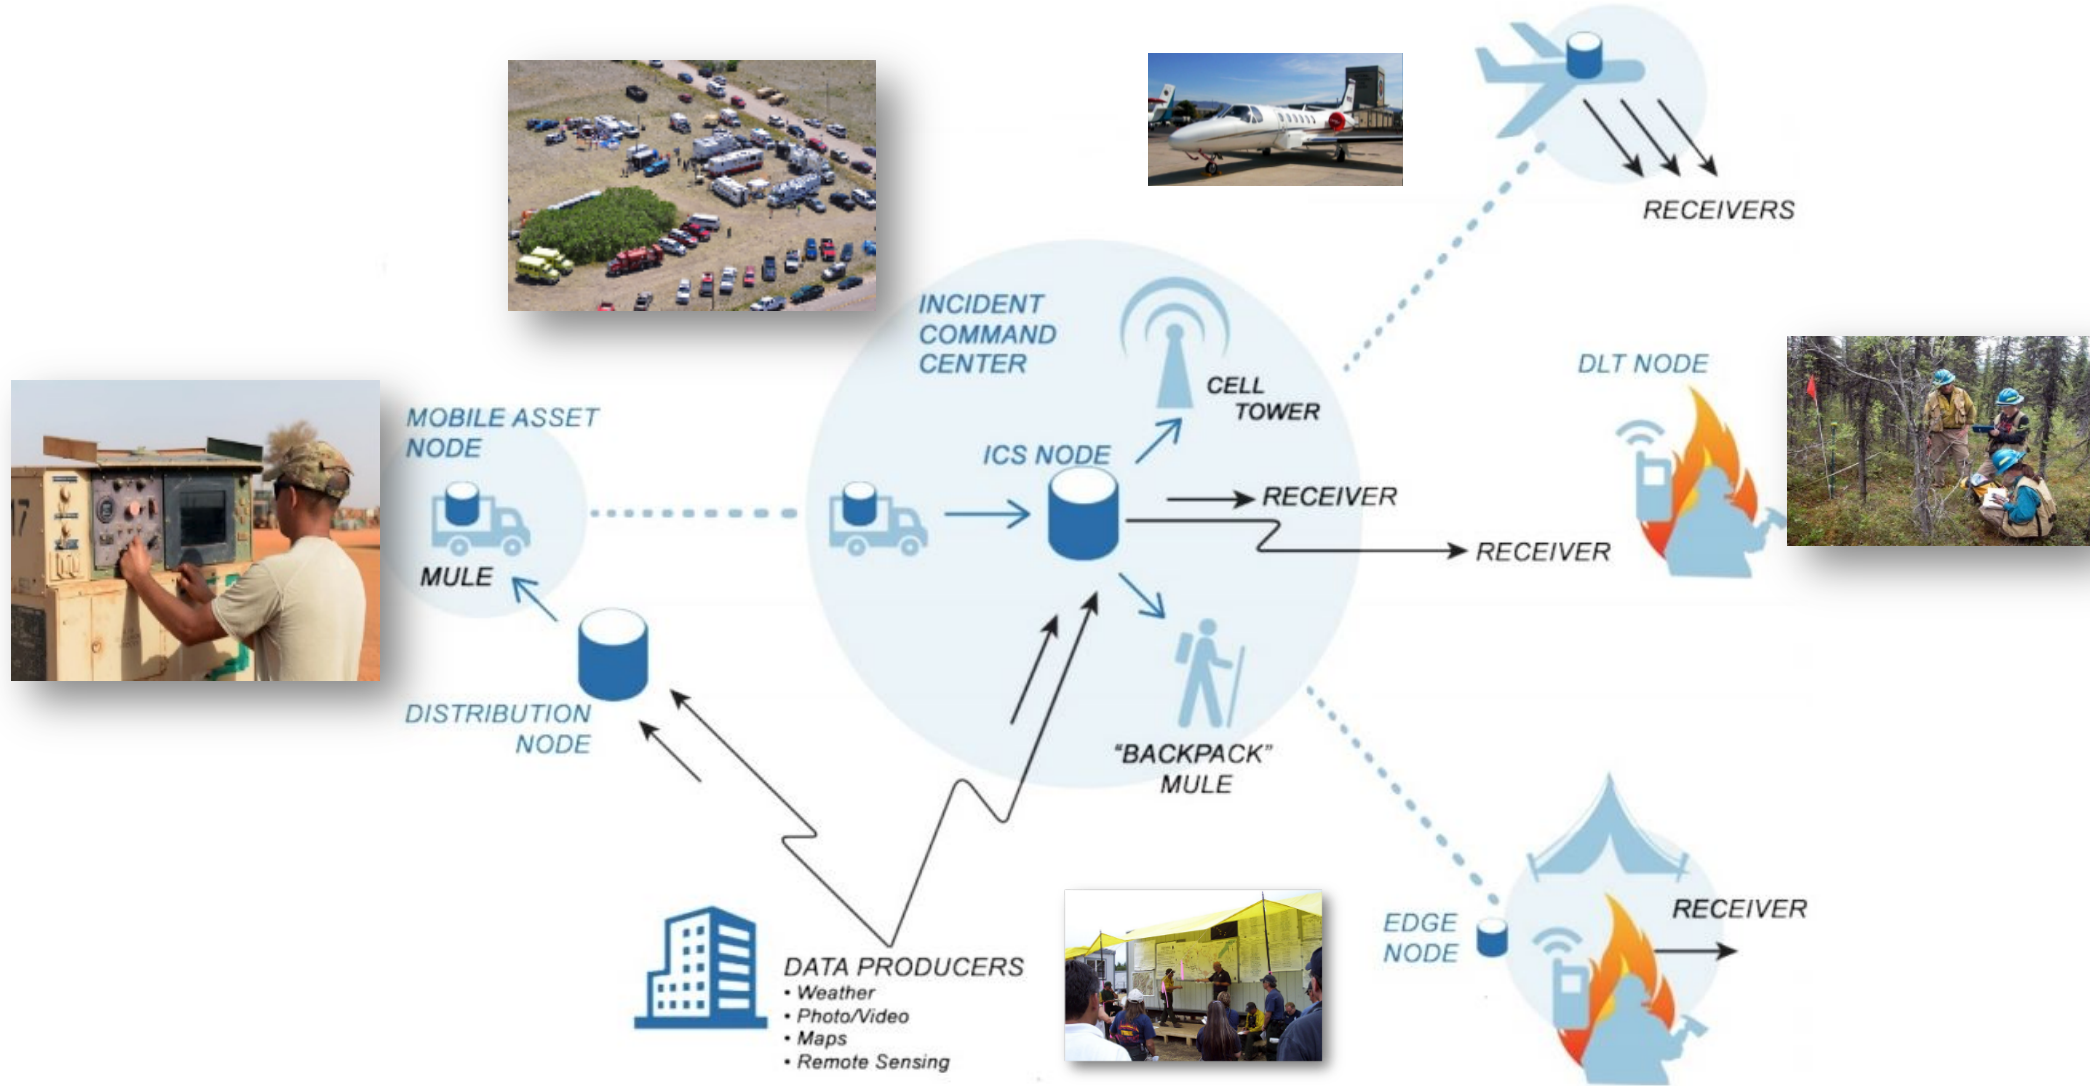 RECEIVERS
INCIDENT
COMMAND
CENTER
CELL
TOWER
DLT NODE
MOBILE ASSET
NODE
ICS NODE
RECEIVER
RECEIVER
MULE
17
DISTRIBUTION
NODE
"BACKPACK"
MULE
EDGE
NODE
RECEIVER
DATA PRODUCERS
• Weather
• Photo/Video
• Maps
• Remote Sensing